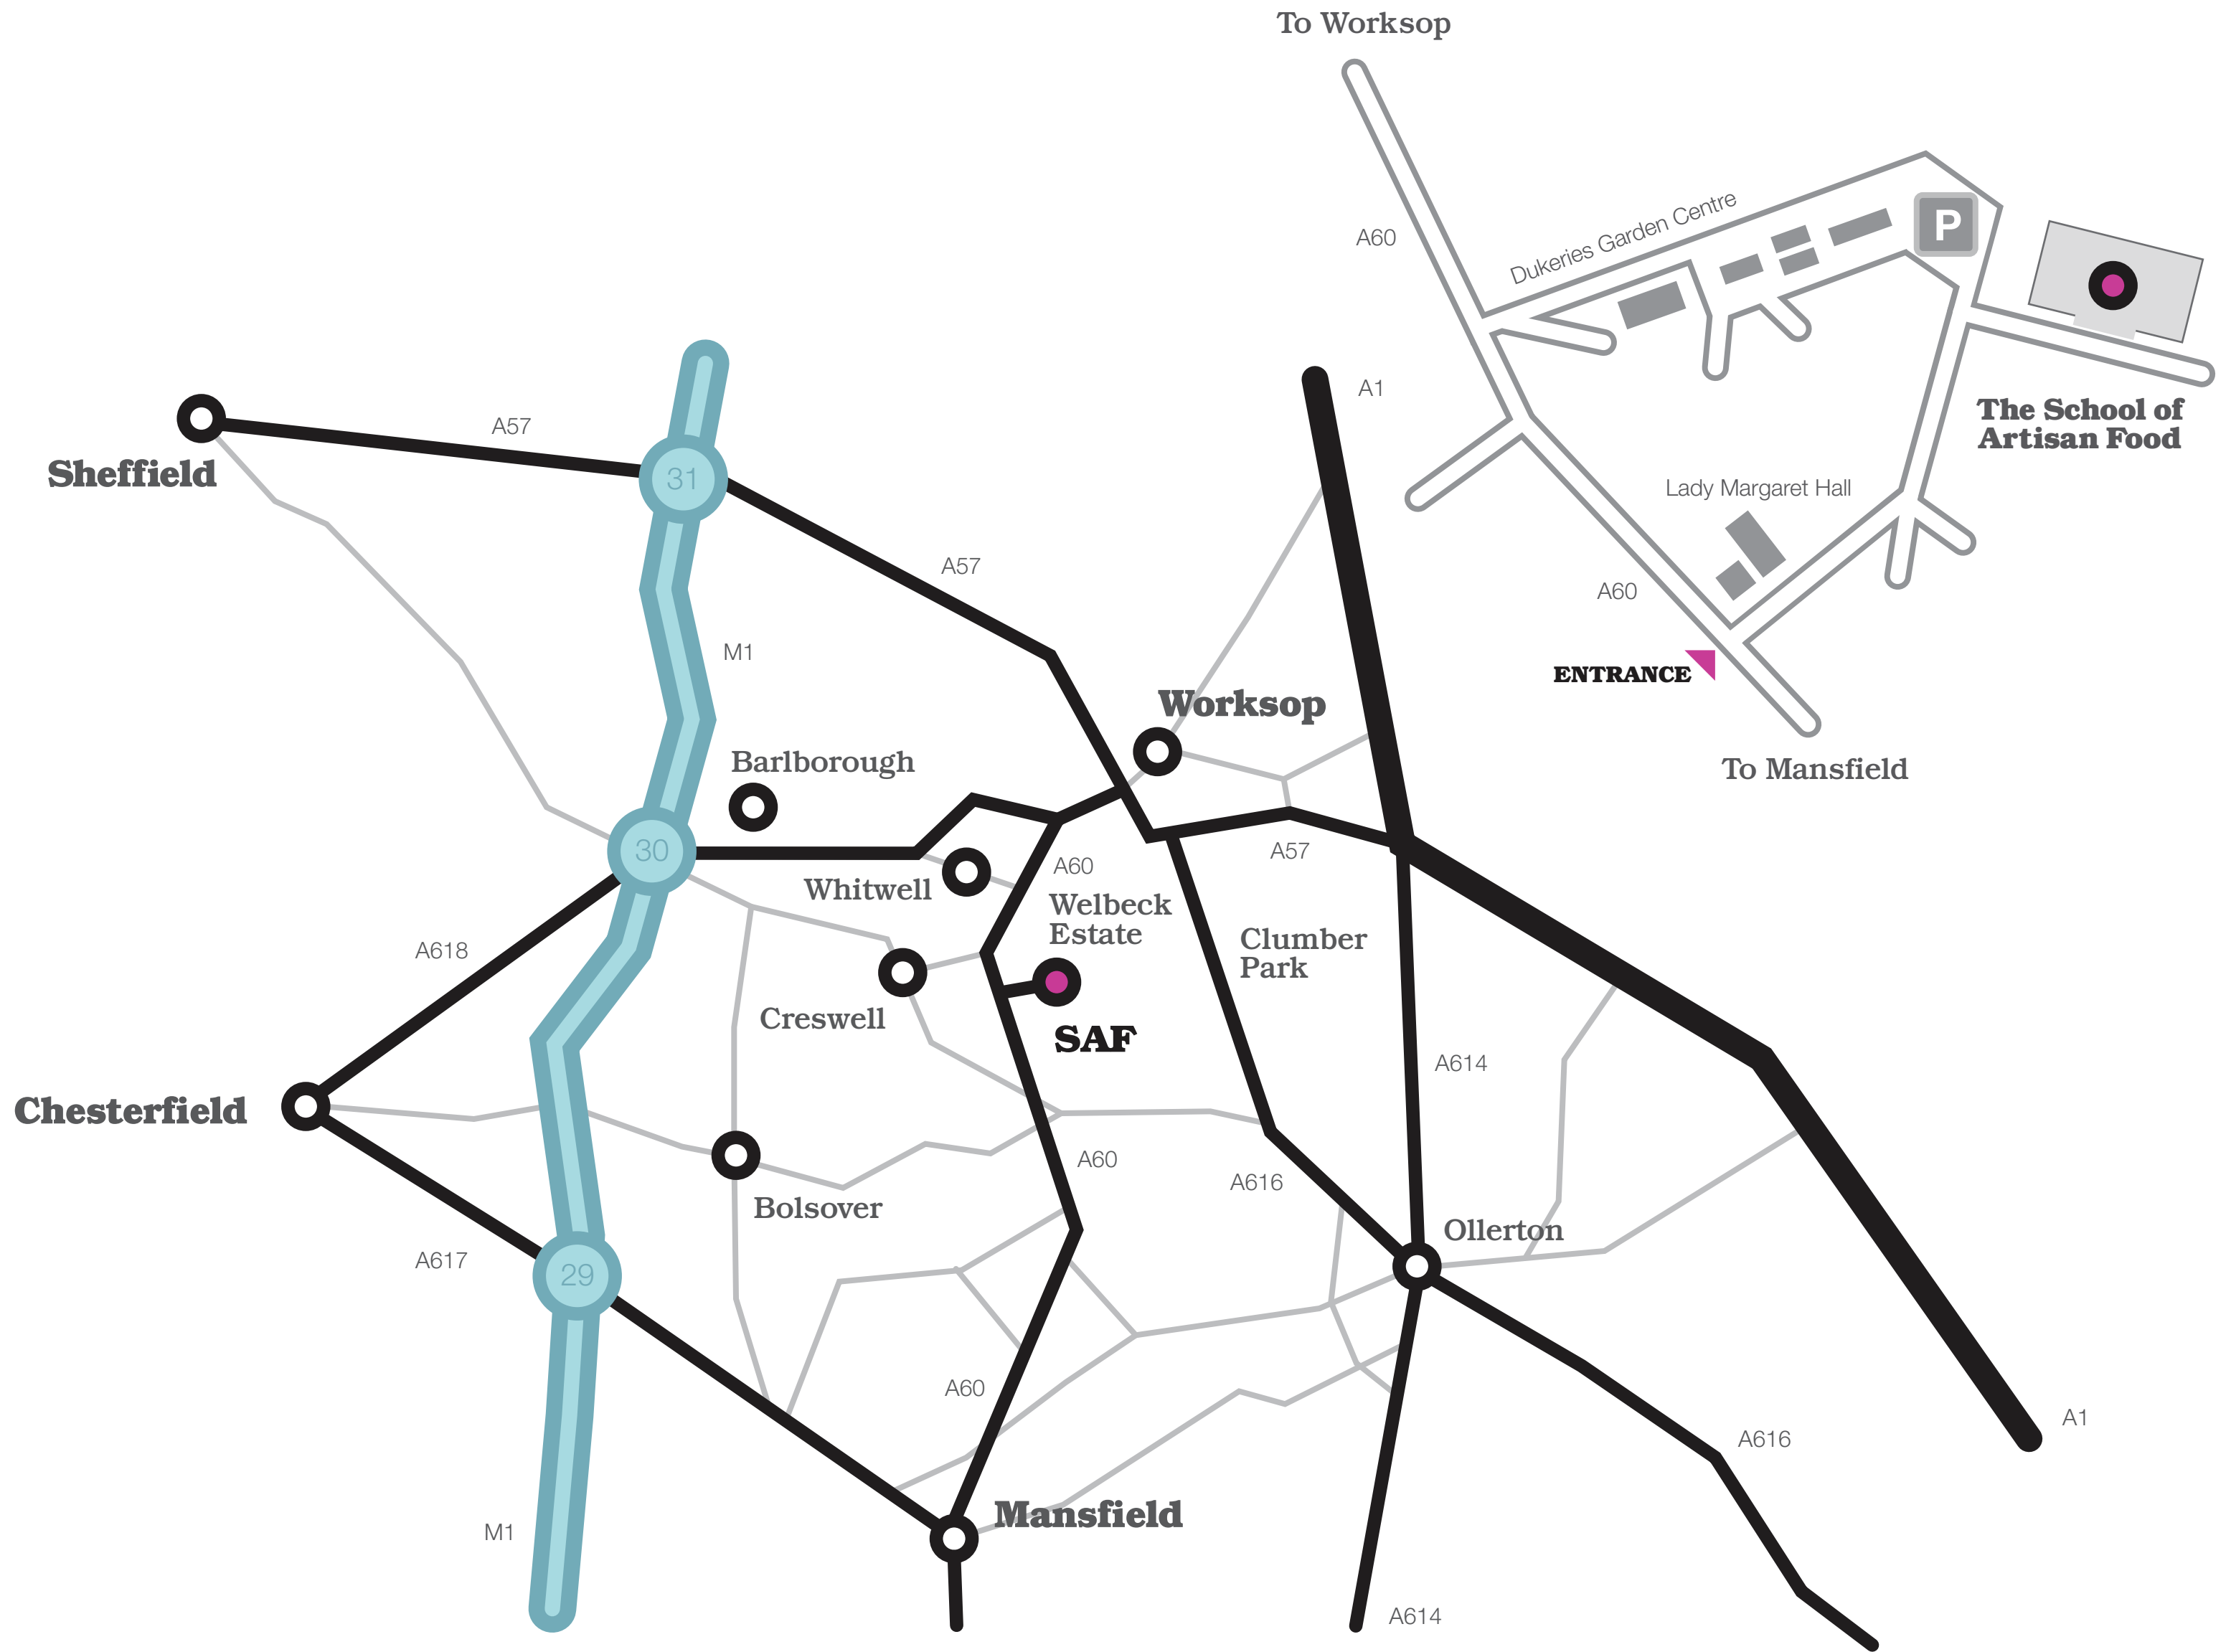 To Worksop
A60
Dukeries Garden Centre
P
The School of
Artisan Food
Lady Margaret Hall
A60
ENTRANCE
To Mansfield
A1
Sheffield
A57
31
A57
M1
Worksop
Barlborough
30
Whitwell
A60
A57
Welbeck
Estate
Clumber
Park
A618
Creswell
SAF
A614
Chesterfield
A60
A616
Bolsover
Ollerton
A617
29
A60
A1
A616
Mansfield
M1
A614